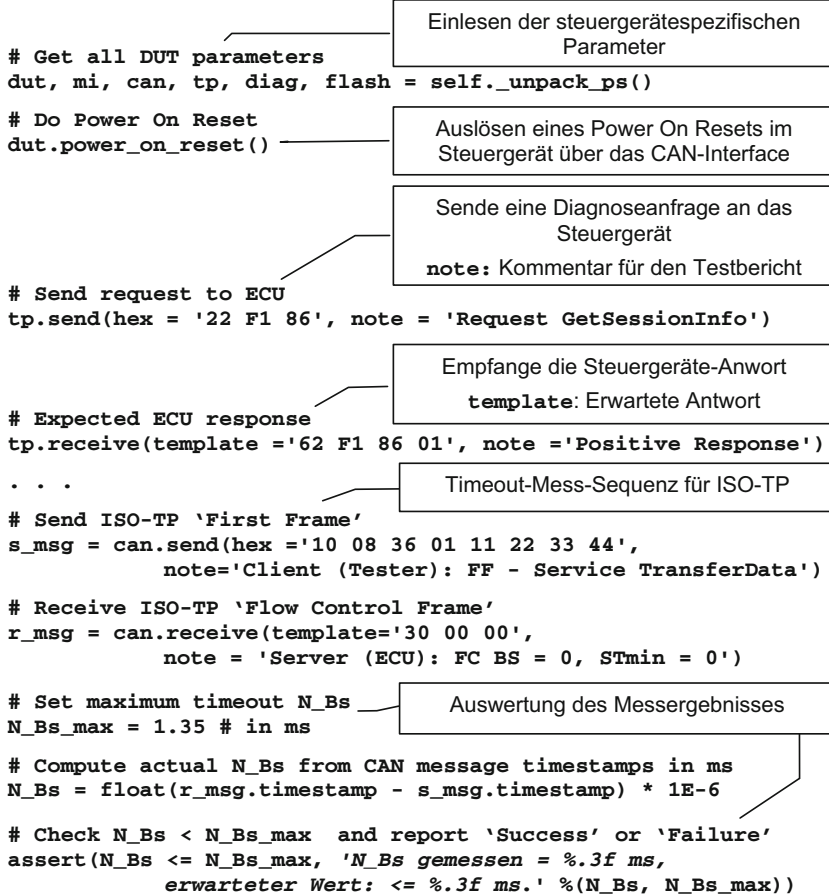 Einlesen der steuergerätespezifischen
Parameter
# Get all DUT parameters
dut, mi, can, tp, diag, flash = self._unpack_ps()
# Do Power On Reset
dut.power_on_reset()
Auslösen eines Power On Resets im
Steuergerät über das CAN-Interface
Sende eine Diagnoseanfrage an das
Steuergerät
note: Kommentar für den Testbericht
# Send request to ECU
tp.send(hex = '22 F1 86', note = 'Request GetSessionInfo')
Empfange die Steuergeräte-Anwort
template: Erwartete Antwort
# Expected ECU response
tp.receive(template ='62 F1 86 01', note ='Positive Response')
. . .
Timeout-Mess-Sequenz für ISO-TP
# Send ISO-TP ‘First Frame’
s_msg = can.send(hex ='10 08 36 01 11 22 33 44',
note='Client (Tester): FF - Service TransferData')
# Receive ISO-TP ‘Flow Control Frame’
r_msg = can.receive(template='30 00 00',
note = 'Server (ECU): FC BS = 0, STmin = 0')
# Set maximum timeout N_Bs
N_Bs_max = 1.35 # in ms
Auswertung des Messergebnisses
# Compute actual N_Bs from CAN message timestamps in ms
N_Bs = float(r_msg.timestamp - s_msg.timestamp) * 1E-6
# Check N_Bs < N_Bs_max and report ‘Success’ or ‘Failure’
assert(N_Bs <= N_Bs_max, 'N_Bs gemessen = %.3f ms,
erwarteter Wert: <= %.3f ms.' %(N_Bs, N_Bs_max))